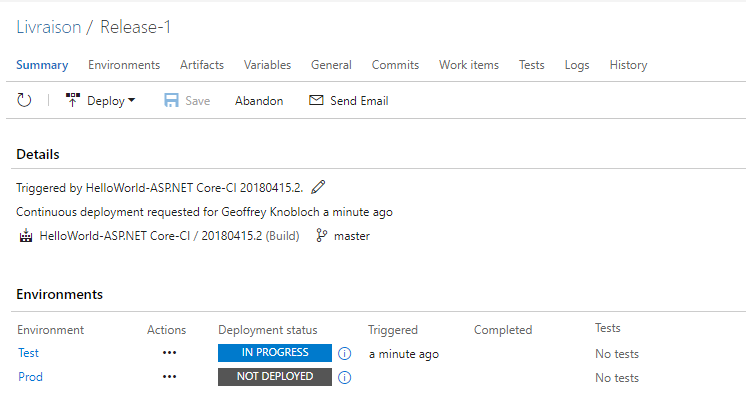 Livraison / Release-1
Summary Environments Artifacts Variables General Commits Work items Tests Logs History
Deploy Save Abandon Send Email
Details
Triggered by HelloWorld-ASP.NET Core-CI 20180415.2.
Continuous deployment requested for Geoffrey Knobloch a minute ago
HelloWorld-ASP.NET Core-CI / 20180415.2 (Build) master
Environments
Environment Actions Deployment status Triggered Completed Tests
Test ••• IN PROGRESS a minute ago No tests
Prod ••• NOT DEPLOYED No tests